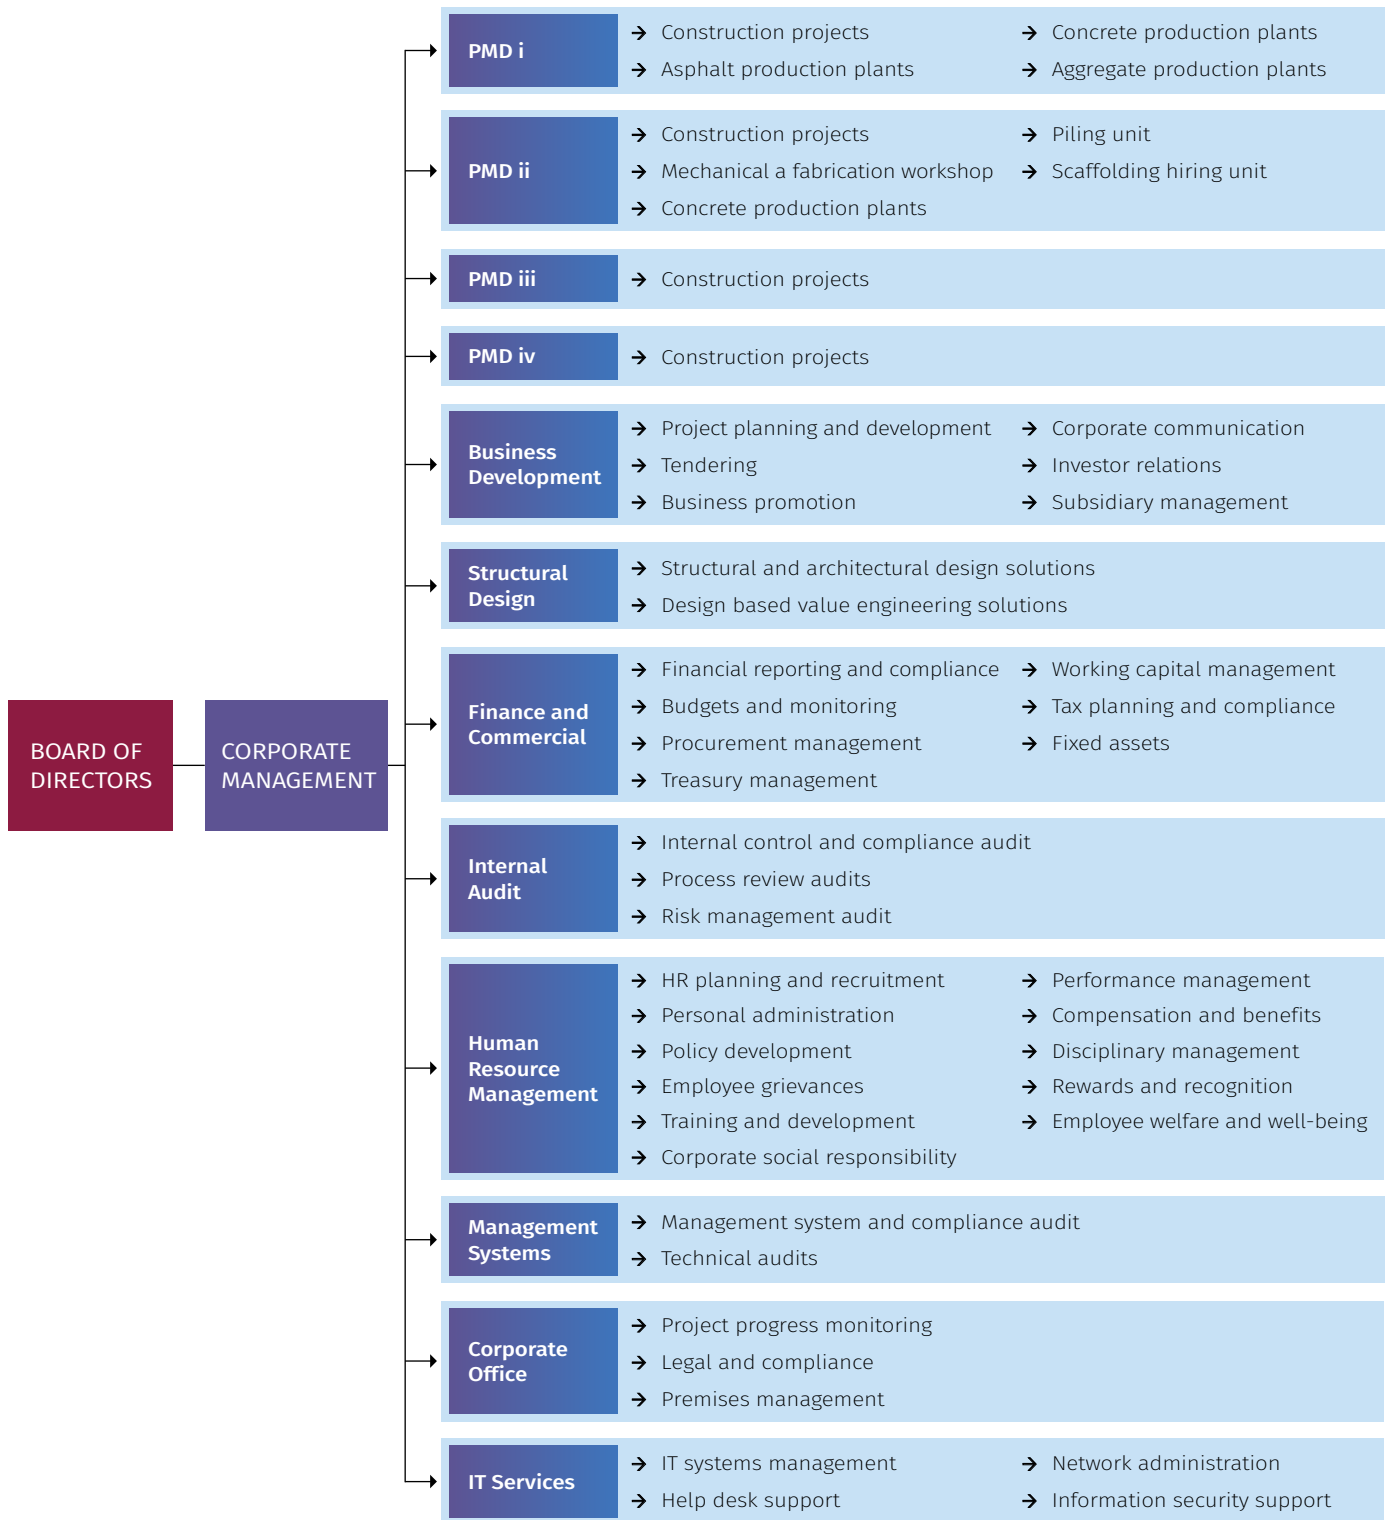 BOARD OF
DIRECTORS
CORPORATE
MANAGEMENT
PMD i
→ Construction projects
→ Asphalt production plants
→ Concrete production plants
→ Aggregate production plants
PMD ii
→ Construction projects
→ Mechanical a fabrication workshop
→ Concrete production plants
→ Piling unit
→ Scaffolding hiring unit
PMD iii
→ Construction projects
PMD iv
→ Construction projects
Business
Development
→ Project planning and development
→ Tendering
→ Business promotion
→ Corporate communication
→ Investor relations
→ Subsidiary management
Structural
Design
→ Structural and architectural design solutions
→ Design based value engineering solutions
Finance and
Commercial
→ Financial reporting and compliance
→ Budgets and monitoring
→ Procurement management
→ Treasury management
→ Working capital management
→ Tax planning and compliance
→ Fixed assets
Internal
Audit
→ Internal control and compliance audit
→ Process review audits
→ Risk management audit
Human
Resource
Management
→ HR planning and recruitment
→ Personal administration
→ Policy development
→ Employee grievances
→ Training and development
→ Corporate social responsibility
→ Performance management
→ Compensation and benefits
→ Disciplinary management
→ Rewards and recognition
→ Employee welfare and well-being
Management
Systems
→ Management system and compliance audit
→ Technical audits
Corporate
Office
→ Project progress monitoring
→ Legal and compliance
→ Premises management
IT Services
→ IT systems management
→ Help desk support
→ Network administration
→ Information security support